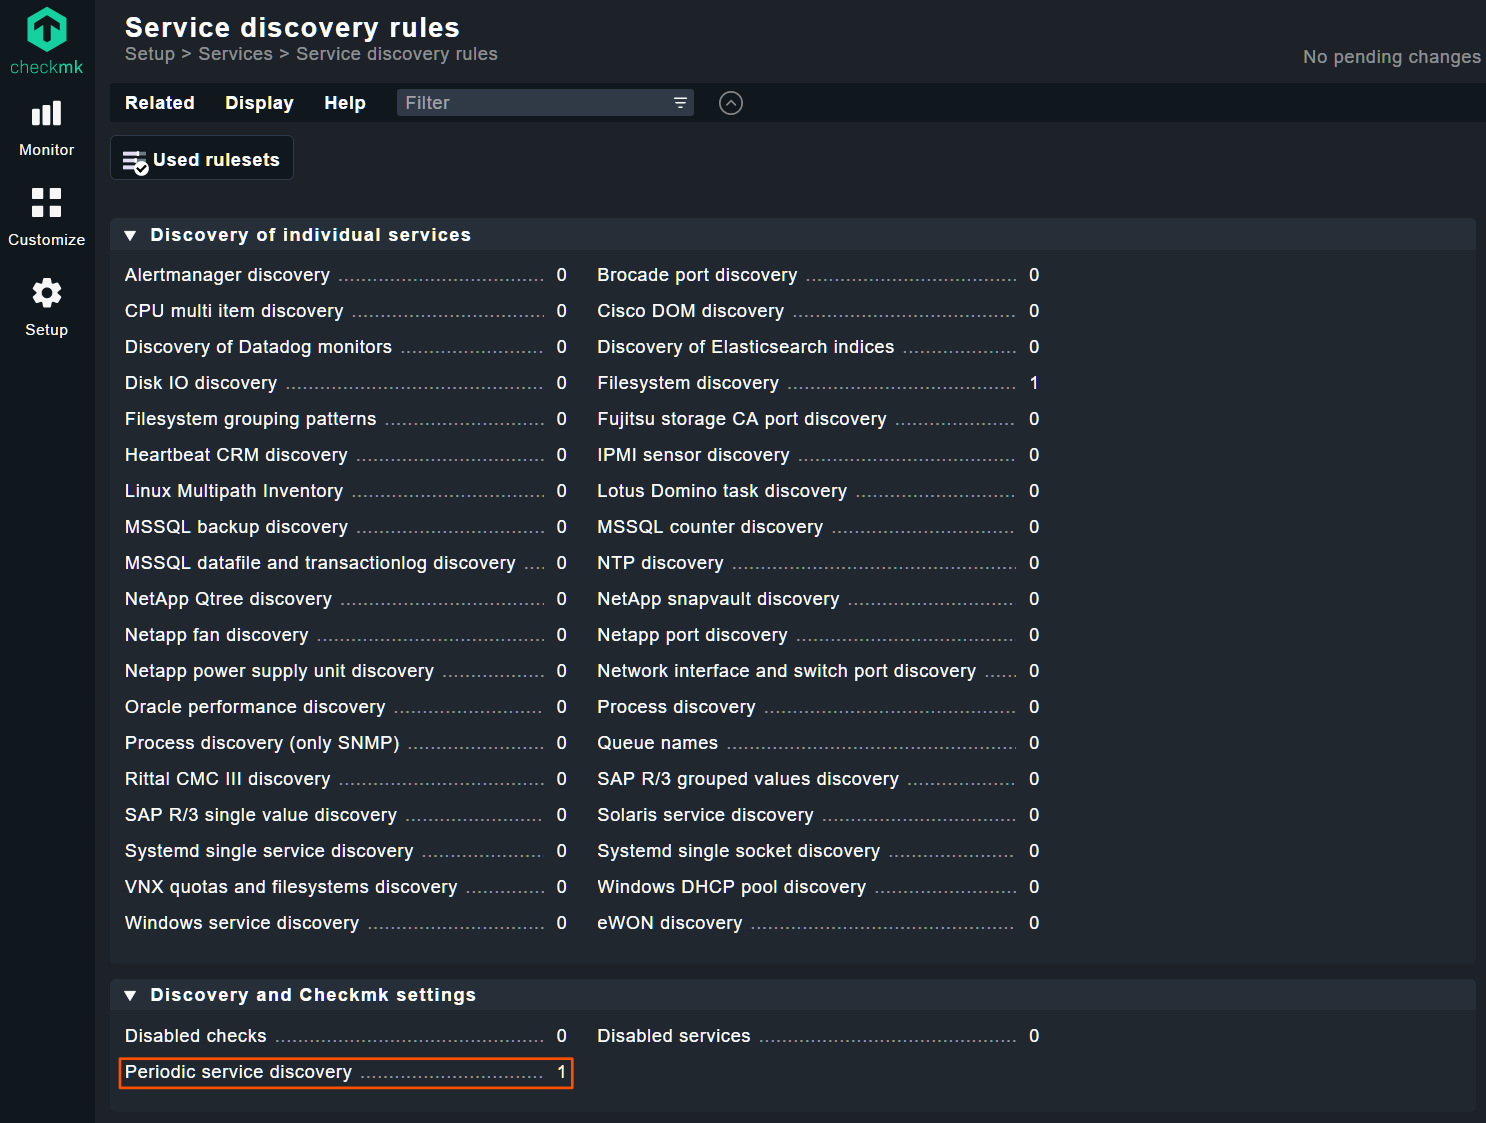 Service discovery rules
Setup > Services > Service discovery rules
No pending changes
checkmk
Monitor
Customize
Setup
Related Display Help Filter
Used rulesets
Discovery of individual services
Alertmanager discovery 0 Brocade port discovery 0
CPU multi item discovery 0 Cisco DOM discovery 0
Discovery of Datadog monitors 0 Discovery of Elasticsearch indices 0
Disk IO discovery 0 Filesystem discovery 1
Filesystem grouping patterns 0 Fujitsu storage CA port discovery 0
Heartbeat CRM discovery 0 IPMI sensor discovery 0
Linux Multipath Inventory 0 Lotus Domino task discovery 0
MSSQL backup discovery 0 MSSQL counter discovery 0
MSSQL datafile and transactionlog discovery 0 NTP discovery 0
NetApp Qtree discovery 0 NetApp snapvault discovery 0
Netapp fan discovery 0 Netapp port discovery 0
Netapp power supply unit discovery 0 Network interface and switch port discovery 0
Oracle performance discovery 0 Process discovery 0
Process discovery (only SNMP) 0 Queue names 0
Rittal CMC III discovery 0 SAP R/3 grouped values discovery 0
SAP R/3 single value discovery 0 Solaris service discovery 0
Systemd single service discovery 0 Systemd single socket discovery 0
VNX quotas and filesystems discovery 0 Windows DHCP pool discovery 0
Windows service discovery 0 eWON discovery 0
Discovery and Checkmk settings
Disabled checks 0 Disabled services 0
Periodic service discovery 1